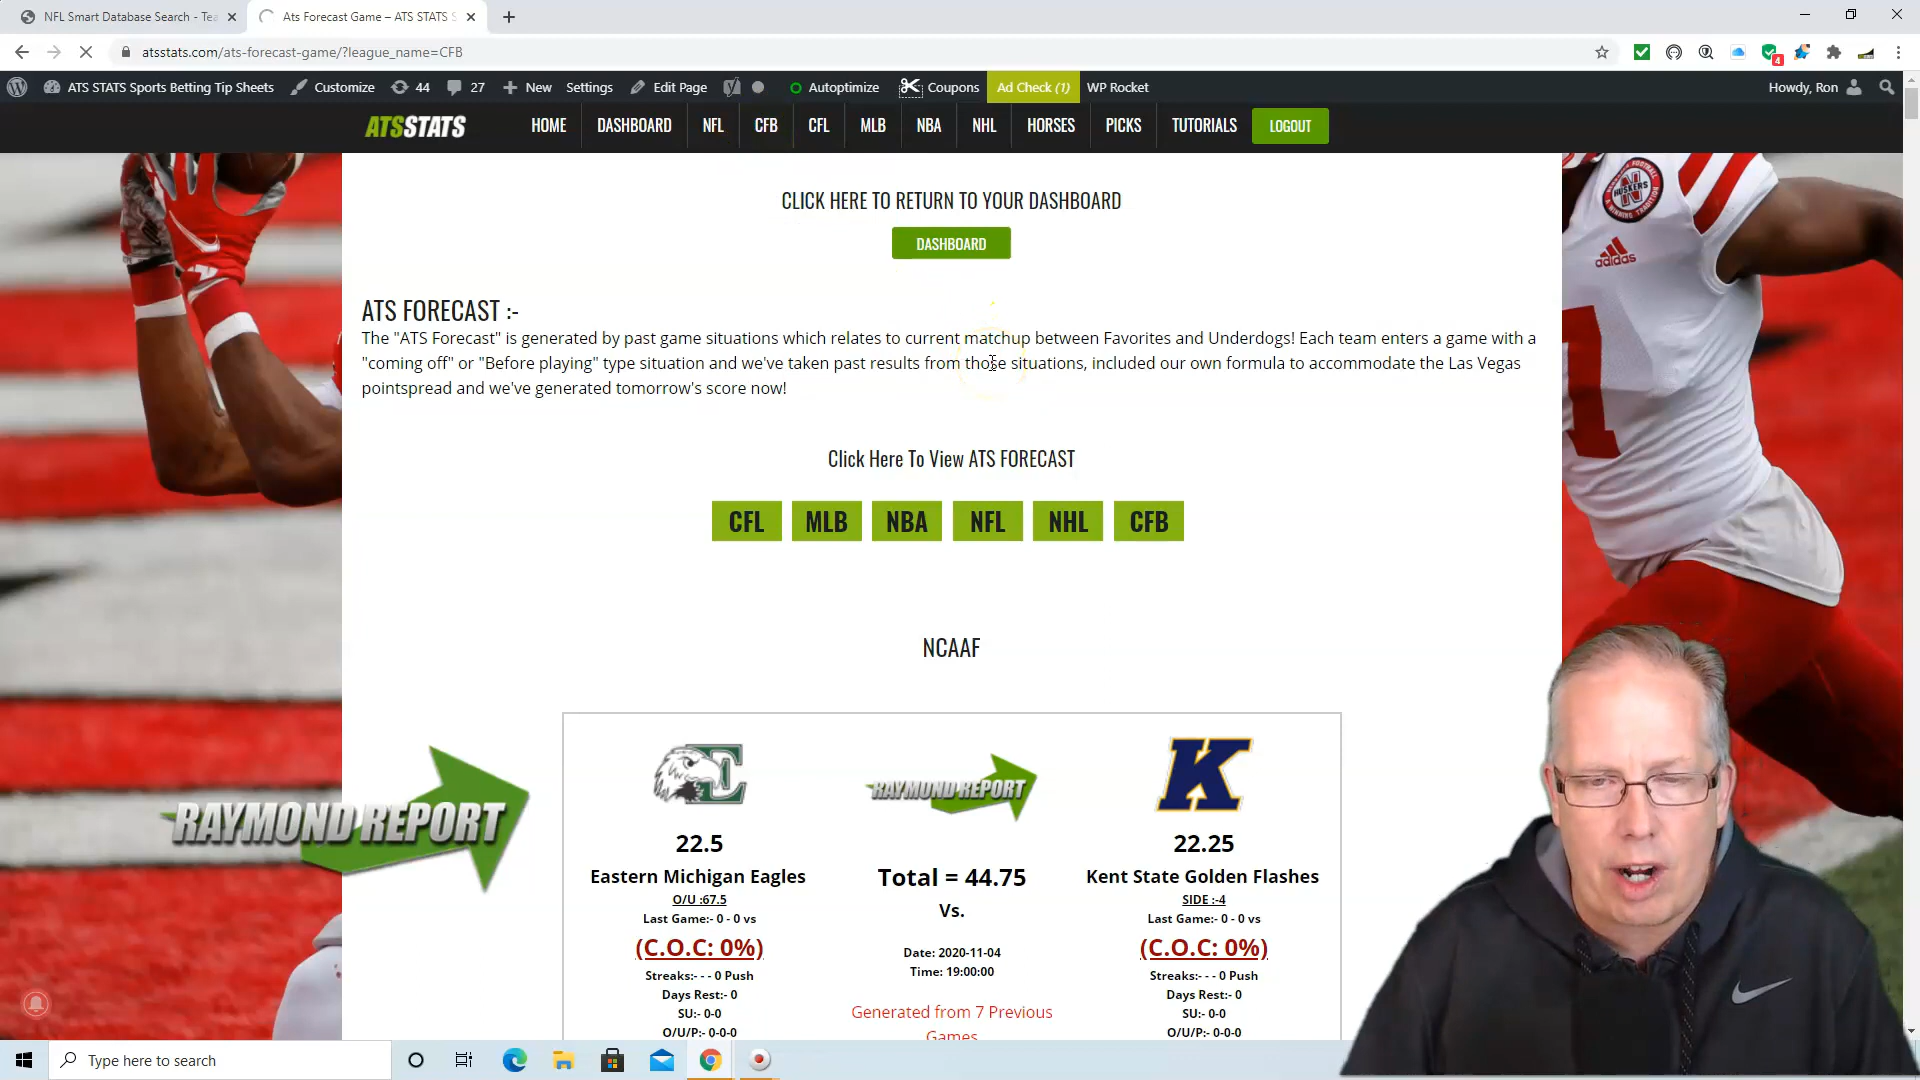 NFL Smart Database Search - Tea
Ats Forecast Game – ATS STATS S
atsstats.com/ats-forecast-game/?league_name=CFB
4
ATS STATS Sports Betting Tip Sheets
Customize
44
27
New
Settings
Edit Page
Autoptimize
Coupons
Ad Check (1)
WP Rocket
Howdy, Ron
ATSSTATS
HOME
DASHBOARD
NFL
CFB
CFL
MLB
NBA
NHL
HORSES
PICKS
TUTORIALS
LOGOUT
HUSKERS
adidas
1
CLICK HERE TO RETURN TO YOUR DASHBOARD
DASHBOARD
ATS FORECAST :-
The "ATS Forecast" is generated by past game situations which relates to current matchup between Favorites and Underdogs! Each team enters a game with a
"coming off" or "Before playing" type situation and we've taken past results from those situations, included our own formula to accommodate the Las Vegas
pointspread and we've generated tomorrow's score now!
Click Here To View ATS FORECAST
CFL
MLB
NBA
NFL
NHL
CFB
NCAAF
E
RAYMOND REPORT
K
RAYMOND REPORT
22.5
22.25
Eastern Michigan Eagles
Total = 44.75
Kent State Golden Flashes
O/U :67.5
SIDE :-4
Vs.
Last Game:- 0 - 0 vs
Last Game:- 0 - 0 vs
(C.O.C: 0%)
(C.O.C: 0%)
Date: 2020-11-04
Time: 19:00:00
Streaks:- - - 0 Push
Streaks:- - - 0 Push
Days Rest:- 0
Days Rest:- 0
SU:- 0-0
SU:- 0-0
Generated from 7 Previous
Games
O/U/P:- 0-0-0
O/U/P:- 0-0-0
Type here to search